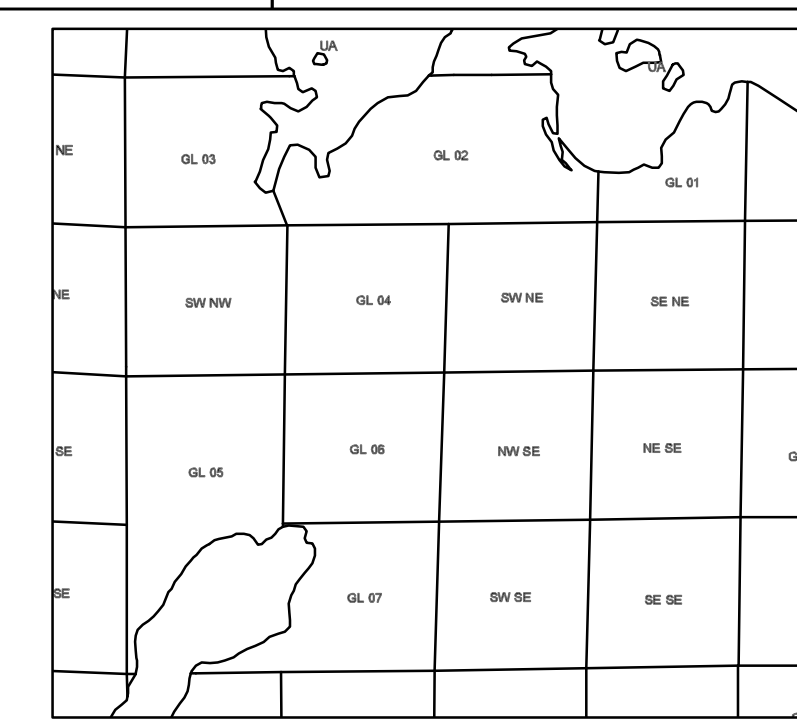 UA
UA
NE
GL 03
GL 02
GL 01
NE
SW NW
GL 04
SW NE
SE NE
SE
GL 05
GL 06
NW SE
NE SE
G
SE
GL 07
SW SE
SE SE